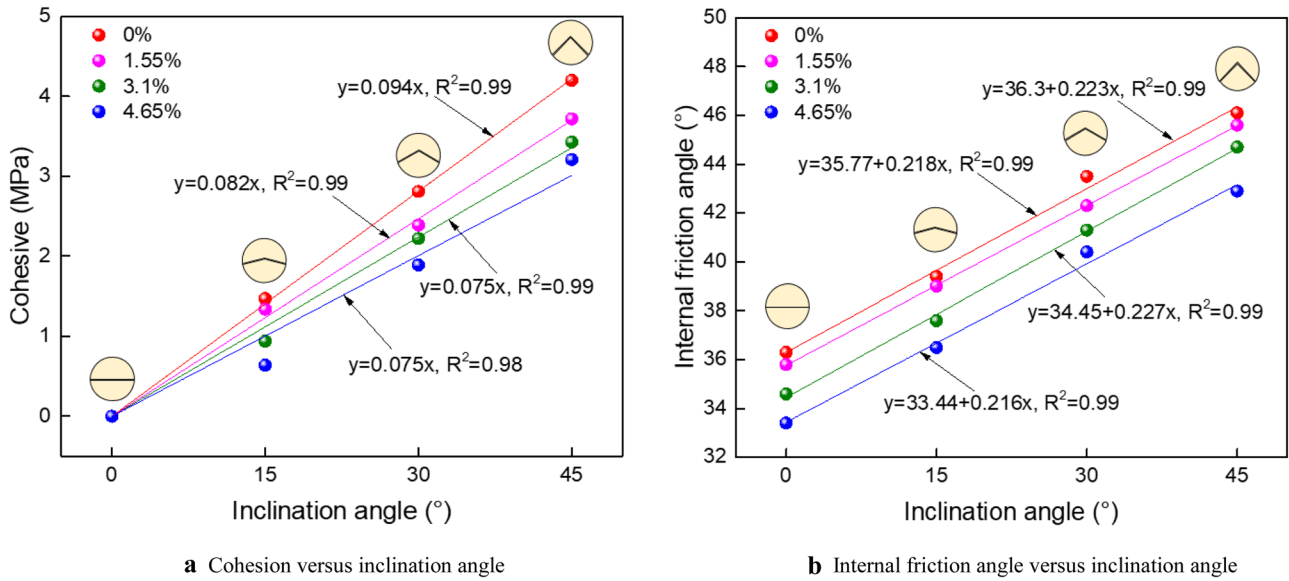 5
4
3
2
1
0
Cohesive (MPa)
0%
1.55%
3.1%
4.65%
y=0.094x, R²=0.99
y=0.082x, R²=0.99
y=0.075x, R²=0.99
y=0.075x, R²=0.98
0 15 30 45
Inclination angle (°)
a Cohesion versus inclination angle
50
48
46
44
42
40
38
36
34
32
Internal friction angle (°)
0%
1.55%
3.1%
4.65%
y=36.3+0.223x, R²=0.99
y=35.77+0.218x, R²=0.99
y=34.45+0.227x, R²=0.99
y=33.44+0.216x, R²=0.99
0 15 30 45
Inclination angle (°)
b Internal friction angle versus inclination angle